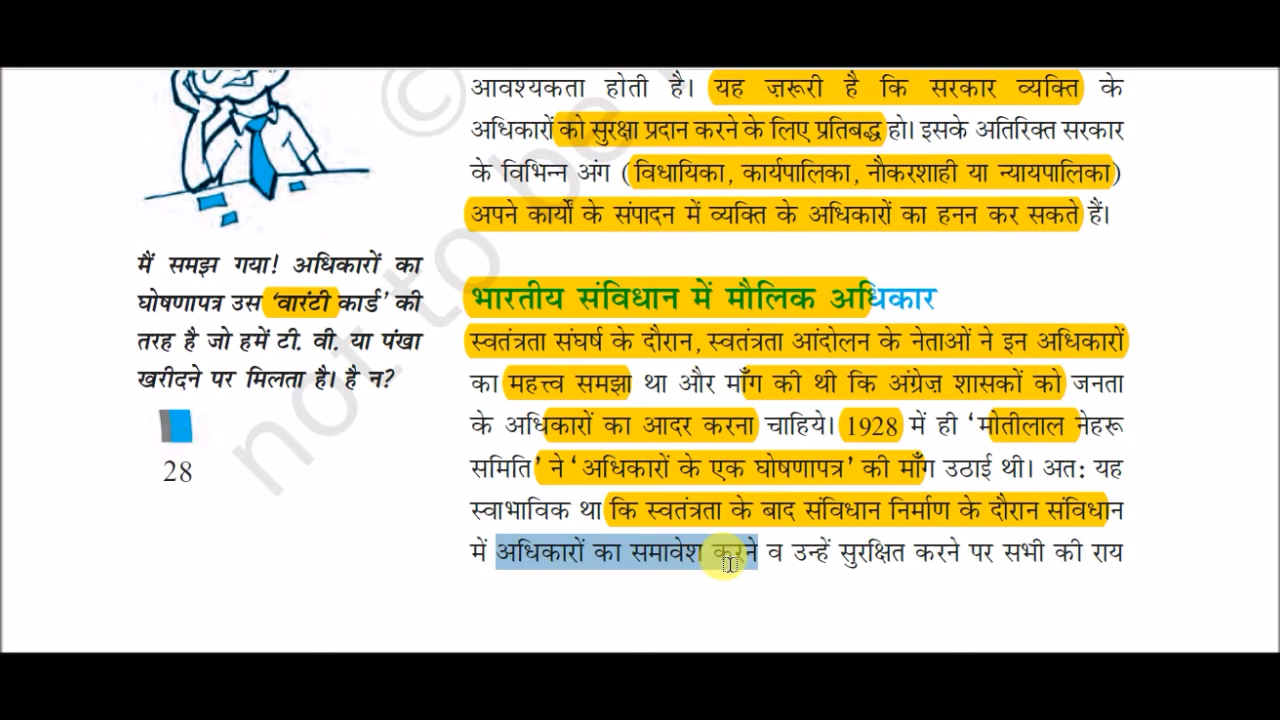 आवश्यकता होती है। यह ज़रूरी है कि सरकार व्यक्ति के
अधिकारों को सुरक्षा प्रदान करने के लिए प्रतिबद्ध हो। इसके अतिरिक्त सरकार
के विभिन्न अंग (विधायिका, कार्यपालिका, नौकरशाही या न्यायपालिका)
अपने कार्यों के संपादन में व्यक्ति के अधिकारों का हनन कर सकते हैं।
मैं समझ गया! अधिकारों का
घोषणापत्र उस ‘वारंटी कार्ड’ की
तरह है जो हमें टी. वी. या पंखा
खरीदने पर मिलता है। है न?
28
भारतीय संविधान में मौलिक अधिकार
स्वतंत्रता संघर्ष के दौरान, स्वतंत्रता आंदोलन के नेताओं ने इन अधिकारों
का महत्त्व समझा था और माँग की थी कि अंग्रेज़ शासकों को जनता
के अधिकारों का आदर करना चाहिये। 1928 में ही ‘मोतीलाल नेहरू
समिति’ ने ‘अधिकारों के एक घोषणापत्र’ की माँग उठाई थी। अत: यह
स्वाभाविक था कि स्वतंत्रता के बाद संविधान निर्माण के दौरान संविधान
में अधिकारों का समावेश करने व उन्हें सुरक्षित करने पर सभी की राय
© not to be